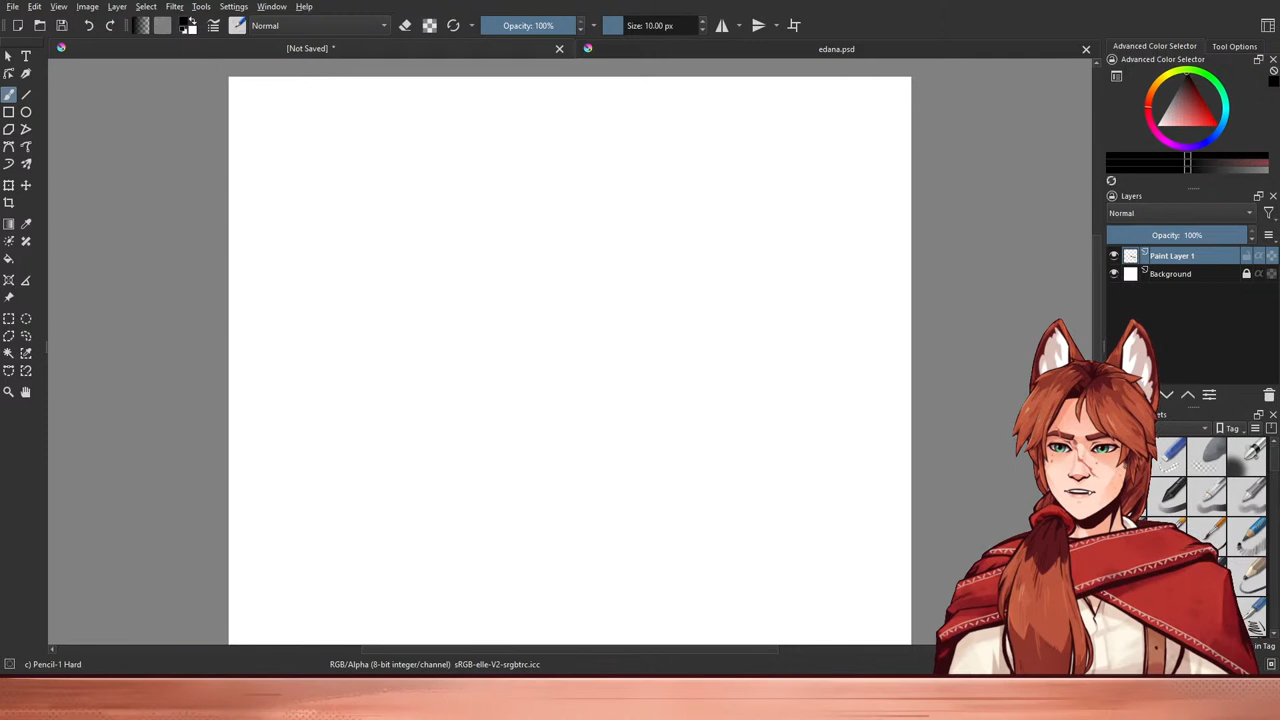 File Edit View Image Layer Select Filter Tools Settings Window Help
Normal Opacity: 100% Size: 10.00 px
[Not Saved] * edana.psd
Advanced Color Selector Tool Options
Advanced Color Selector
Layers
Normal
Opacity: 100%
Paint Layer 1
Background
Tag
in Tag
c) Pencil-1 Hard RGB/Alpha (8-bit integer/channel) sRGB-elle-V2-srgbtrc.icc